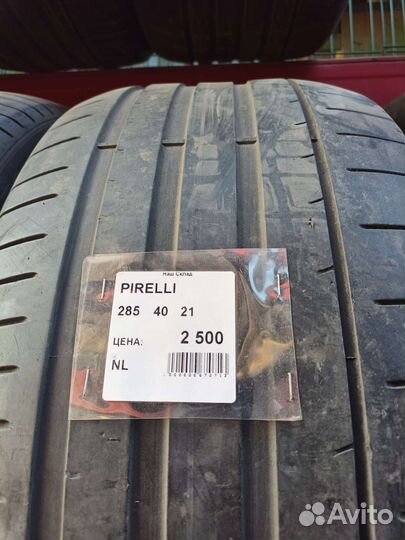 Наш Склад
PIRELLI
285 40 21
ЦЕНА: 2 500
NL
Avito